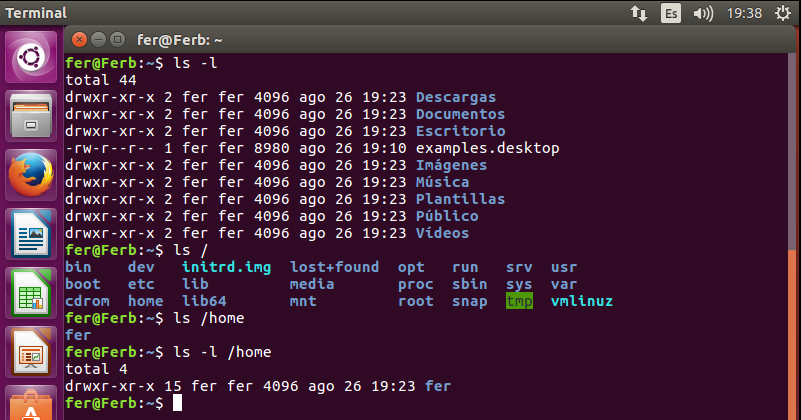 Terminal Es 19:38
fer@Ferb: ~
fer@Ferb:~$ ls -l
total 44
drwxr-xr-x 2 fer fer 4096 ago 26 19:23 Descargas
drwxr-xr-x 2 fer fer 4096 ago 26 19:23 Documentos
drwxr-xr-x 2 fer fer 4096 ago 26 19:23 Escritorio
-rw-r--r-- 1 fer fer 8980 ago 26 19:10 examples.desktop
drwxr-xr-x 2 fer fer 4096 ago 26 19:23 Imágenes
drwxr-xr-x 2 fer fer 4096 ago 26 19:23 Música
drwxr-xr-x 2 fer fer 4096 ago 26 19:23 Plantillas
drwxr-xr-x 2 fer fer 4096 ago 26 19:23 Público
drwxr-xr-x 2 fer fer 4096 ago 26 19:23 Vídeos
fer@Ferb:~$ ls /
bin dev initrd.img lost+found opt run srv usr
boot etc lib media proc sbin sys var
cdrom home lib64 mnt root snap tmp vmlinuz
fer@Ferb:~$ ls /home
fer
fer@Ferb:~$ ls -l /home
total 4
drwxr-xr-x 15 fer fer 4096 ago 26 19:23 fer
fer@Ferb:~$